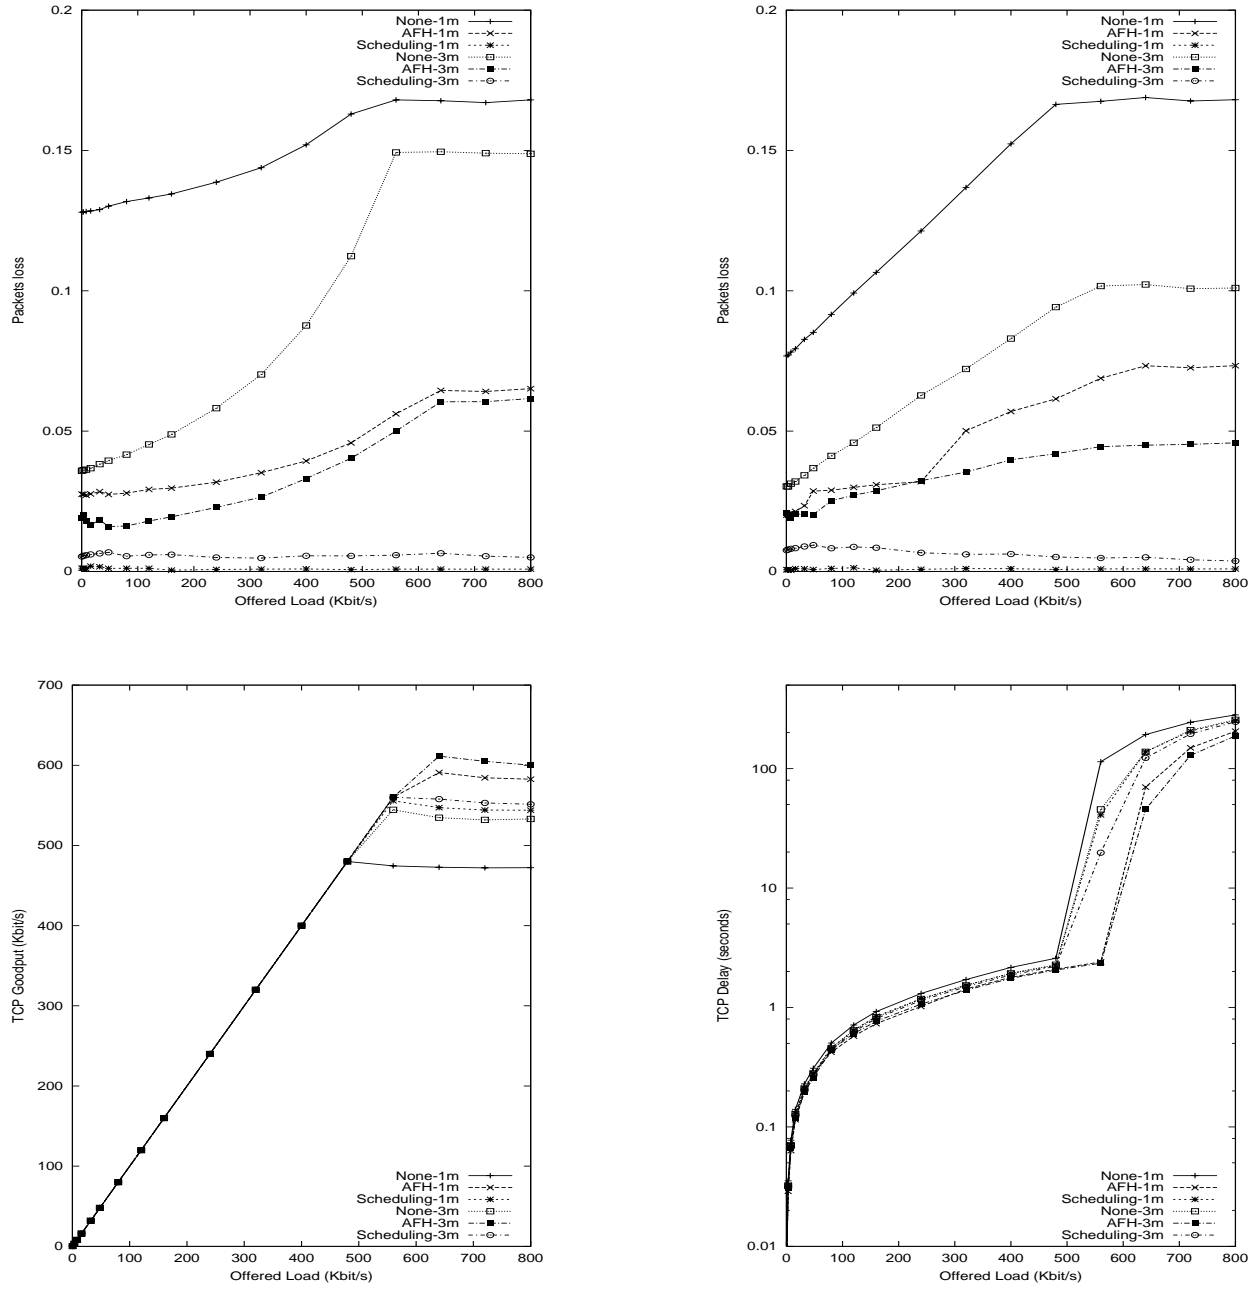 0.2
0.15
0.1
0.05
0
Packets loss
None-1m
AFH-1m
Scheduling-1m
None-3m
AFH-3m
Scheduling-3m
0 100 200 300 400 500 600 700 800
Offered Load (Kbit/s)
0.2
0.15
0.1
0.05
0
Packets loss
None-1m
AFH-1m
Scheduling-1m
None-3m
AFH-3m
Scheduling-3m
0 100 200 300 400 500 600 700 800
Offered Load (Kbit/s)
700
600
500
400
300
200
100
0
TCP Goodput (Kbit/s)
None-1m
AFH-1m
Scheduling-1m
None-3m
AFH-3m
Scheduling-3m
0 100 200 300 400 500 600 700 800
Offered Load (Kbit/s)
100
10
1
0.1
0.01
TCP Delay (seconds)
None-1m
AFH-1m
Scheduling-1m
None-3m
AFH-3m
Scheduling-3m
0 100 200 300 400 500 600 700 800
Offered Load (Kbit/s)